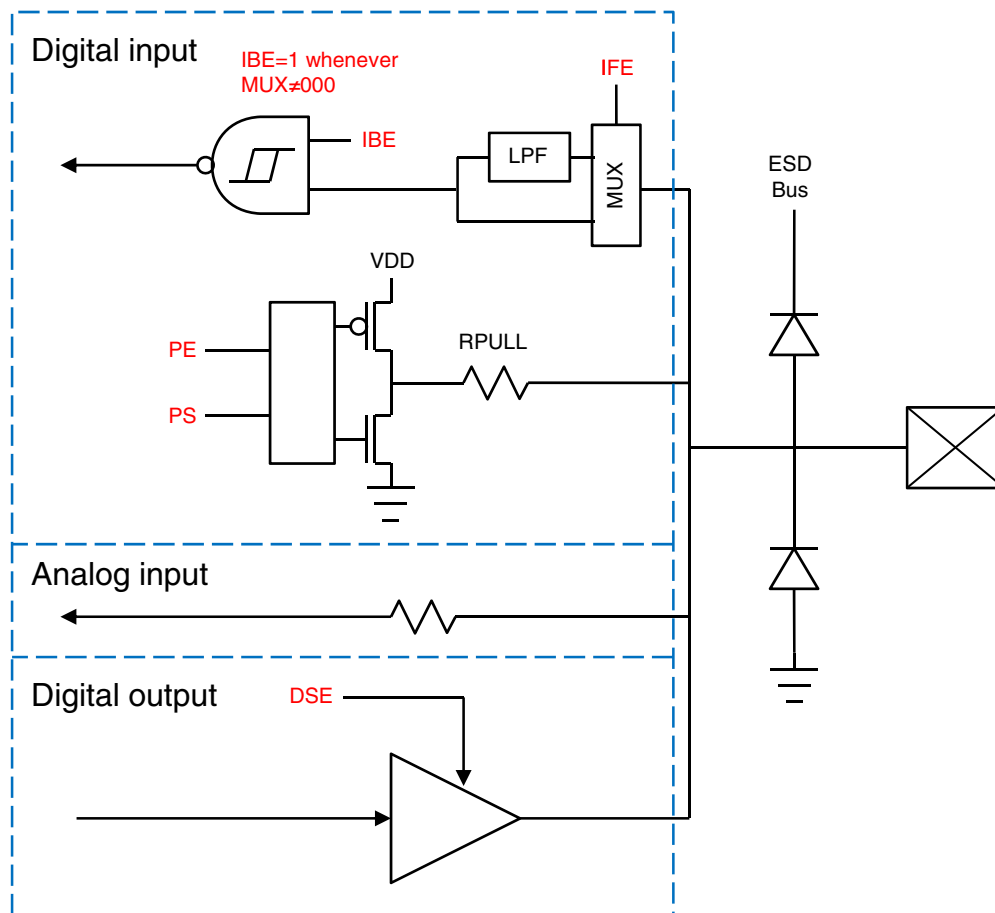 Digital input
IBE=1 whenever
MUX≠000
IFE
IBE
LPF
MUX
ESD
Bus
VDD
RPULL
PE
PS
Analog input
Digital output
DSE